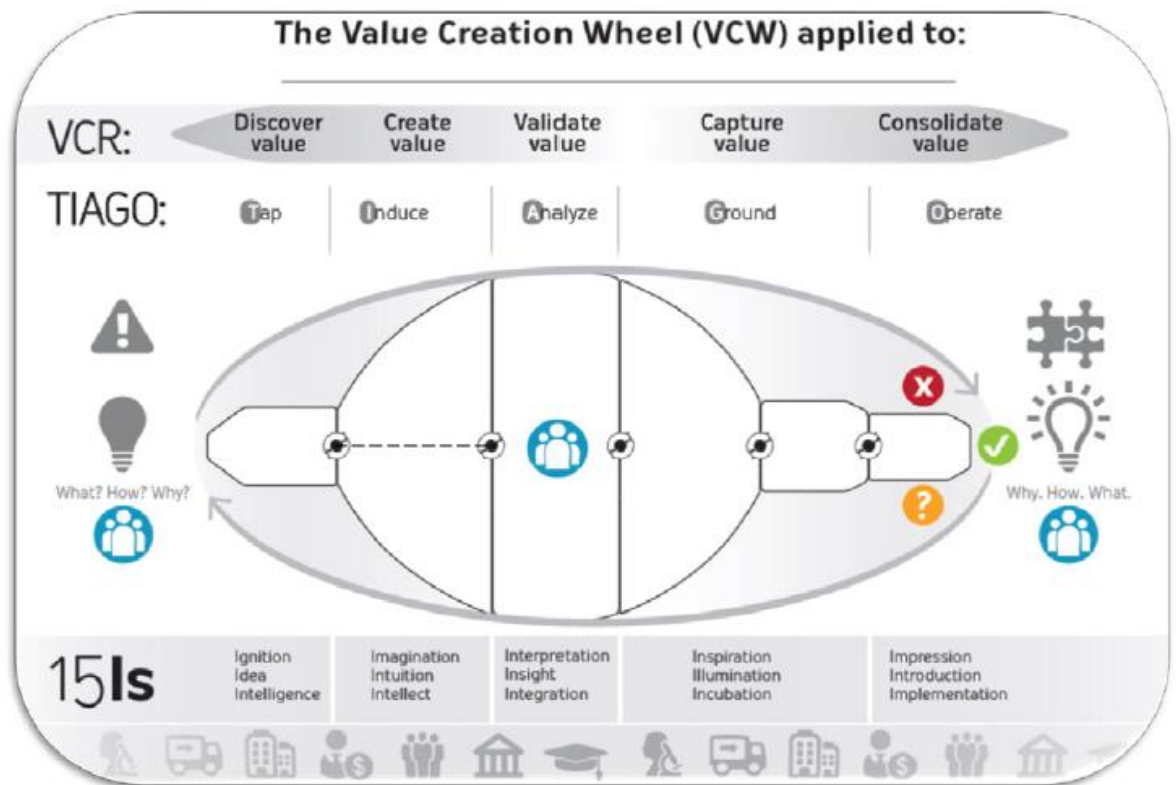 The Value Creation Wheel (VCW) applied to:
VCR:
Discover value
Create value
Validate value
Capture value
Consolidate value
TIAGO:
Tap
Induce
Analyze
Ground
Operate
What? How? Why?
Why. How. What.
15Is
Ignition
Idea
Intelligence
Imagination
Intuition
Intellect
Interpretation
Insight
Integration
Inspiration
Illumination
Incubation
Impression
Introduction
Implementation